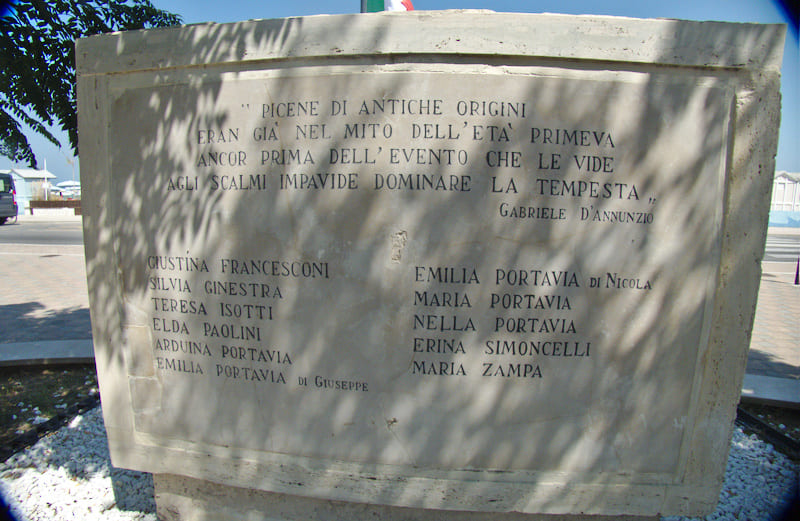 " PICENE DI ANTICHE ORIGINI
ERAN GIÀ NEL MITO DELL'ETÀ PRIMEVA
ANCOR PRIMA DELL'EVENTO CHE LE VIDE
AGLI SCALMI IMPAVIDE DOMINARE LA TEMPESTA "
GABRIELE D'ANNUNZIO
GIUSTINA FRANCESCONI
SILVIA GINESTRA
TERESA ISOTTI
ELDA PAOLINI
ARDUINA PORTAVIA
EMILIA PORTAVIA DI GIUSEPPE
EMILIA PORTAVIA DI NICOLA
MARIA PORTAVIA
NELLA PORTAVIA
ERINA SIMONCELLI
MARIA ZAMPA